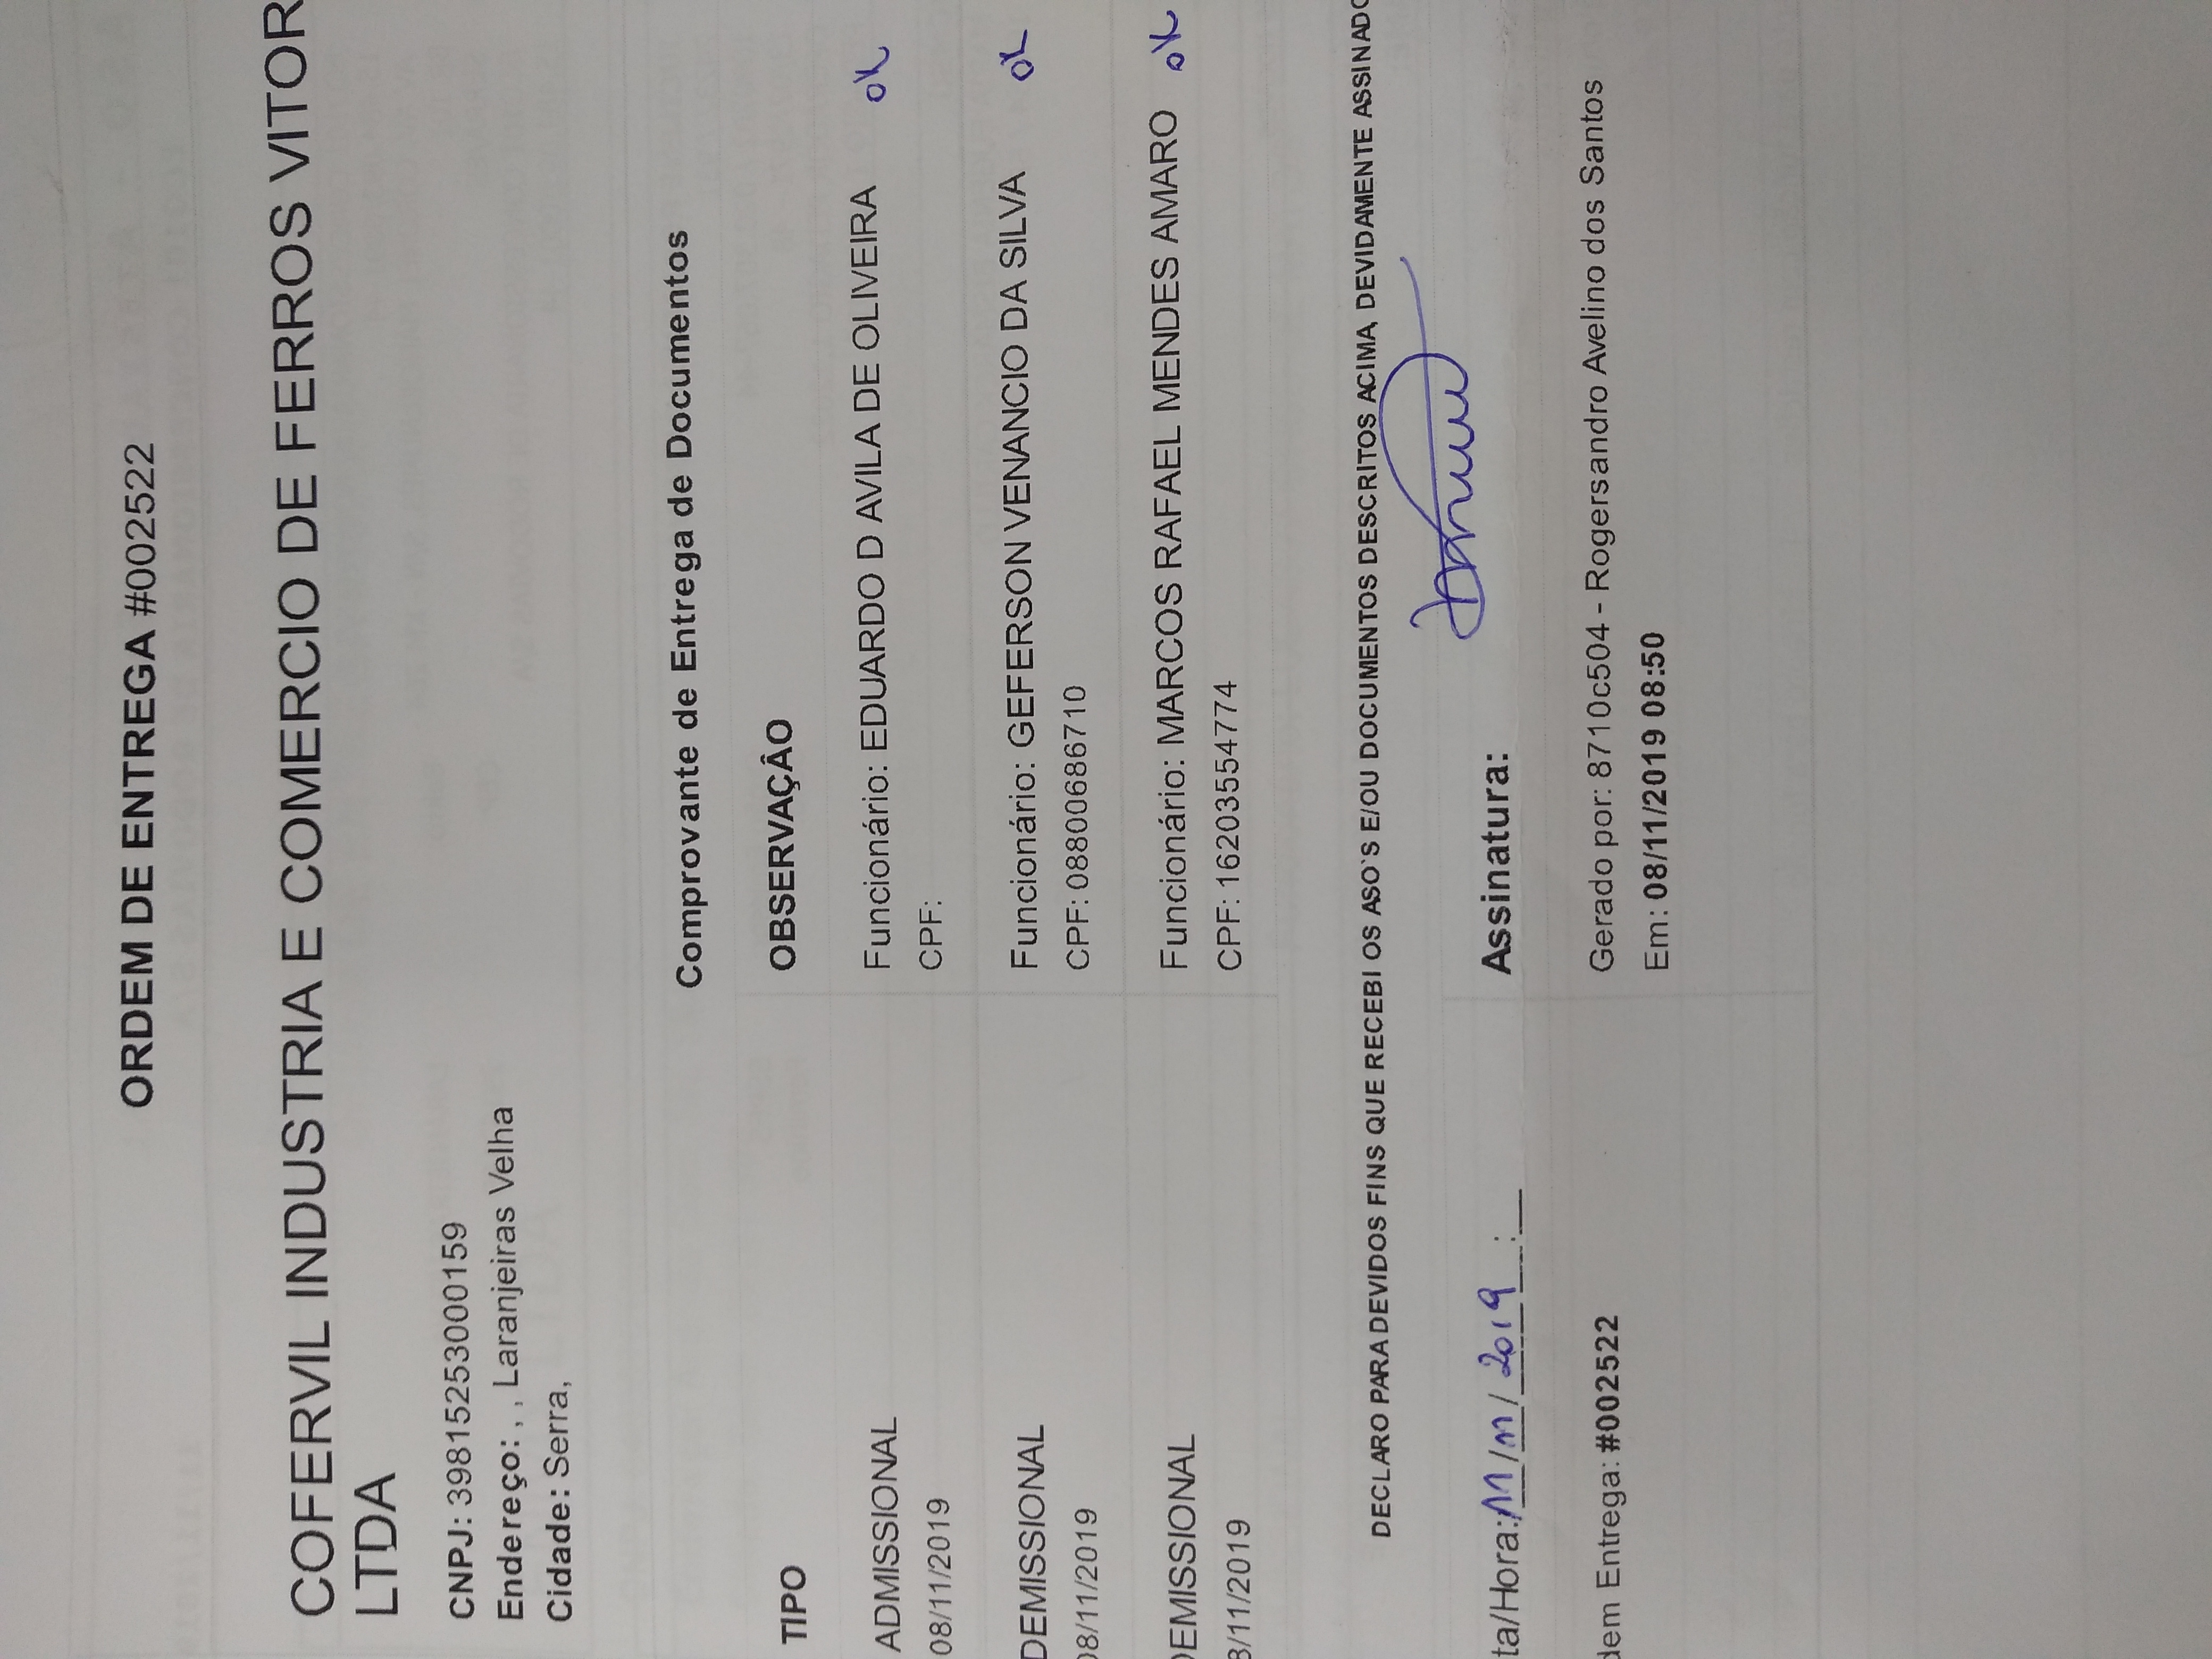 ORDEM DE ENTREGA #002522
COFERVIL INDUSTRIA E COMERCIO DE FERROS VITOR
LTDA
CNPJ: 39815253000159
Endereço: , , Laranjeiras Velha
Cidade: Serra,
Comprovante de Entrega de Documentos
TIPO OBSERVAÇÂO
ADMISSIONAL Funcionário: EDUARDO D AVILA DE OLIVEIRA ok
08/11/2019 CPF:
DEMISSIONAL Funcionário: GEFERSON VENANCIO DA SILVA ok
08/11/2019 CPF: 08800686710
DEMISSIONAL Funcionário: MARCOS RAFAEL MENDES AMARO ok
8/11/2019 CPF: 16203554774
DECLARO PARA DEVIDOS FINS QUE RECEBI OS ASO'S E/OU DOCUMENTOS DESCRITOS ACIMA, DEVIDAMENTE ASSINADO
ta/Hora: 11/11/2019 __:__ Assinatura:
dem Entrega: #002522 Gerado por: 8710c504 - Rogersandro Avelino dos Santos
Em: 08/11/2019 08:50